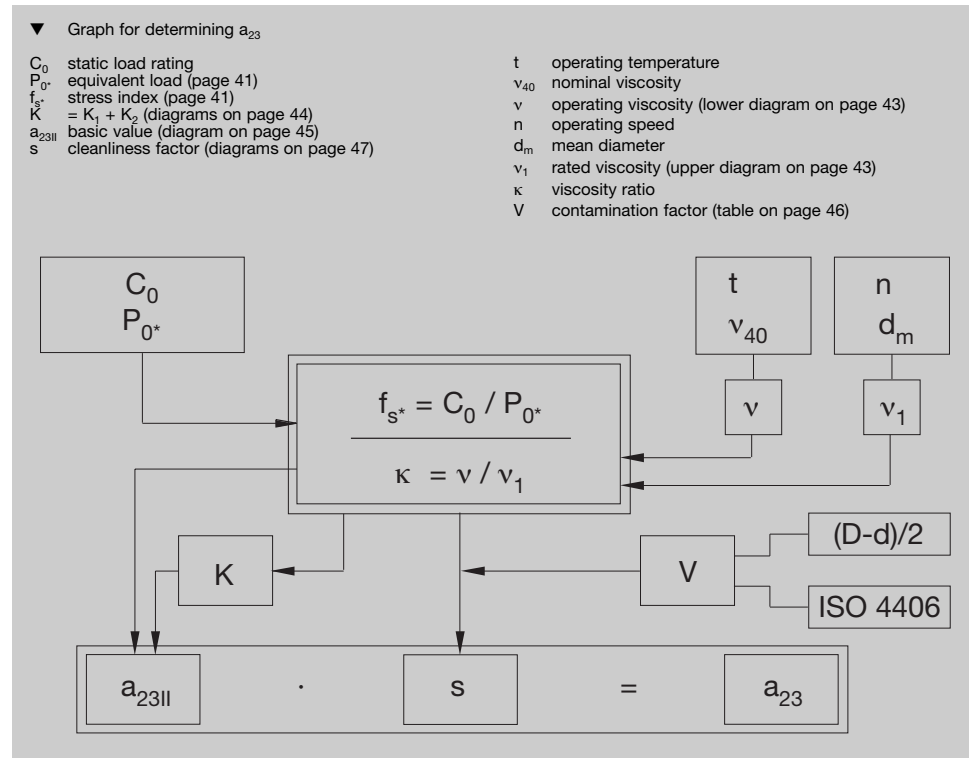 ▼ Graph for determining a₂₃
C₀ static load rating
P₀* equivalent load (page 41)
fₛ* stress index (page 41)
K = K₁ + K₂ (diagrams on page 44)
a₂₃II basic value (diagram on page 45)
s cleanliness factor (diagrams on page 47)
t operating temperature
ν₄₀ nominal viscosity
ν operating viscosity (lower diagram on page 43)
n operating speed
dₘ mean diameter
ν₁ rated viscosity (upper diagram on page 43)
κ viscosity ratio
V contamination factor (table on page 46)
C₀
P₀*
t
ν₄₀
n
dₘ
fₛ* = C₀ / P₀*
κ = ν / ν₁
ν
ν₁
K
V
(D-d)/2
ISO 4406
a₂₃II · s = a₂₃